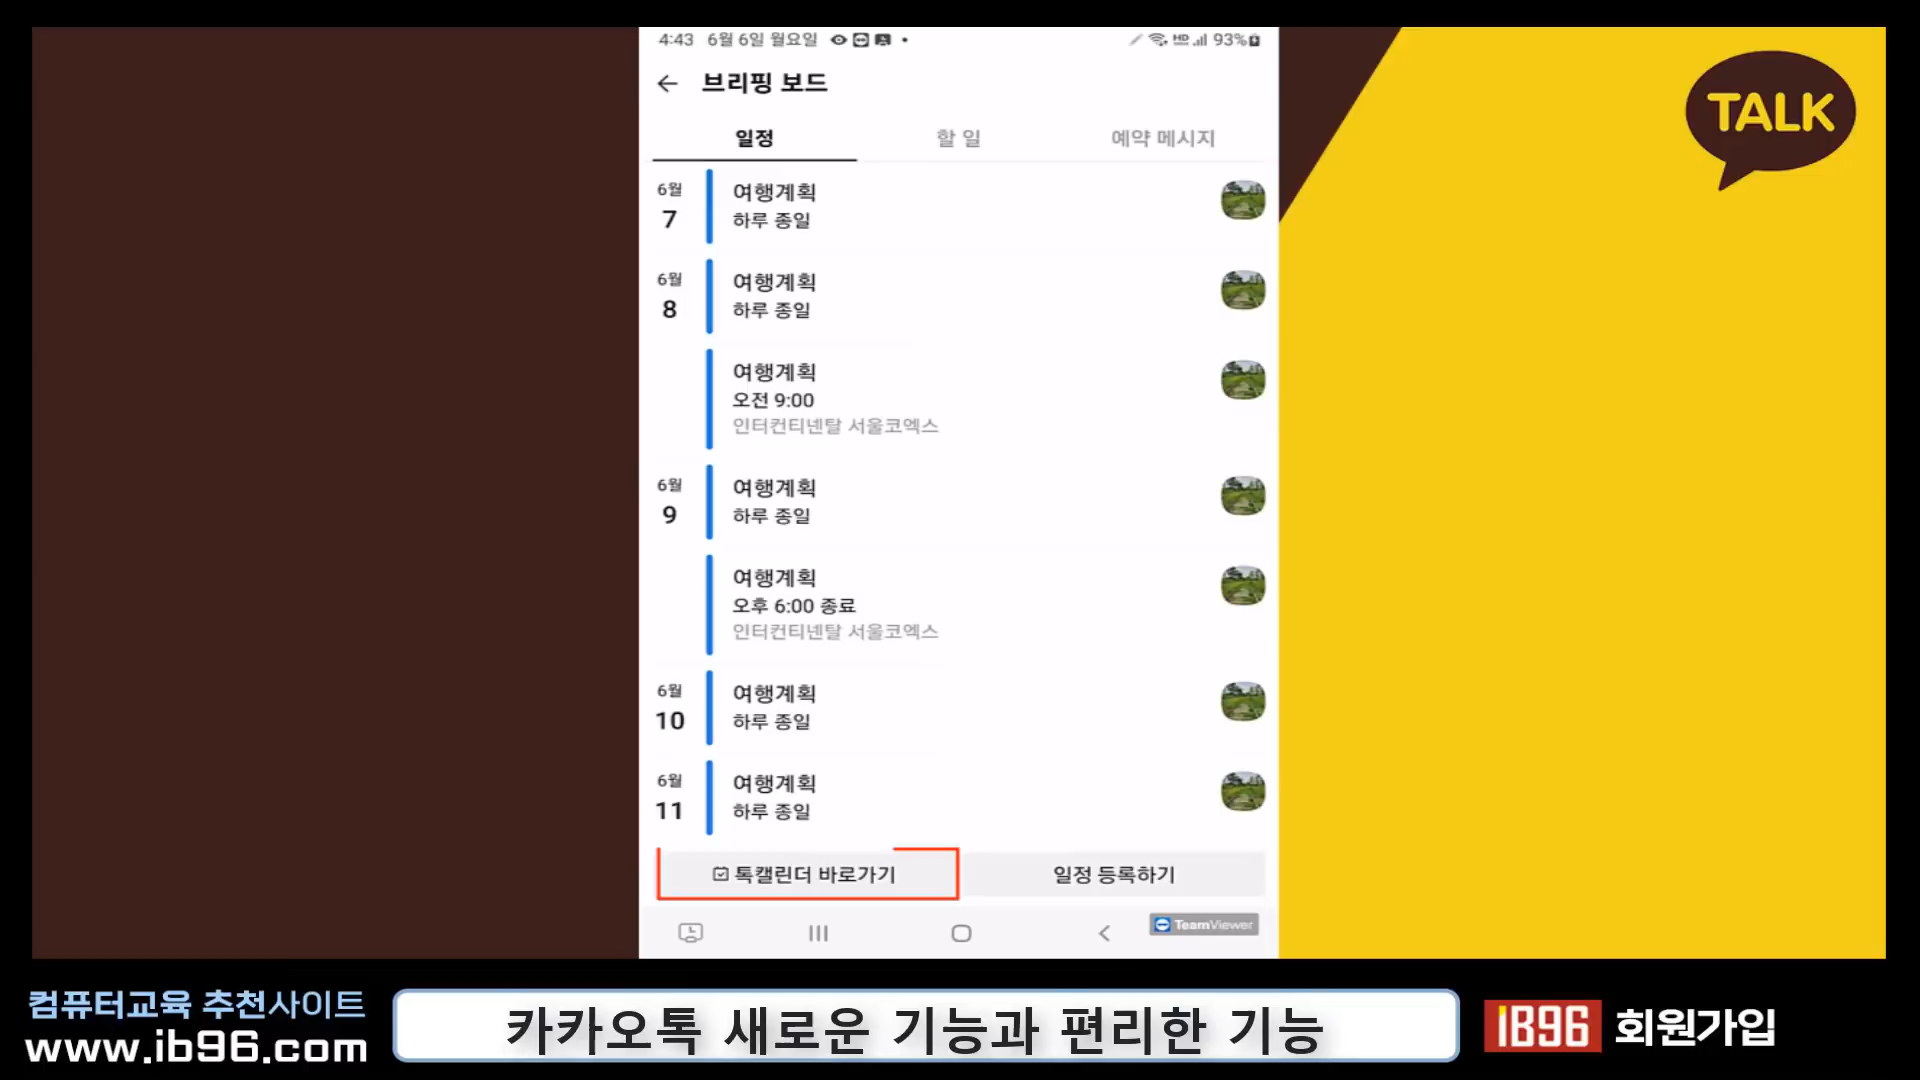 4:43 6월 6일 월요일
HD 93%
TALK
브리핑 보드
일정 할 일 예약 메시지
6월
7
여행계획
하루 종일
6월
8
여행계획
하루 종일
여행계획
오전 9:00
인터컨티넨탈 서울코엑스
6월
9
여행계획
하루 종일
여행계획
오후 6:00 종료
인터컨티넨탈 서울코엑스
6월
10
여행계획
하루 종일
6월
11
여행계획
하루 종일
톡캘린더 바로가기 일정 등록하기
TeamViewer
컴퓨터교육 추천사이트
www.ib96.com
카카오톡 새로운 기능과 편리한 기능
IB96 회원가입